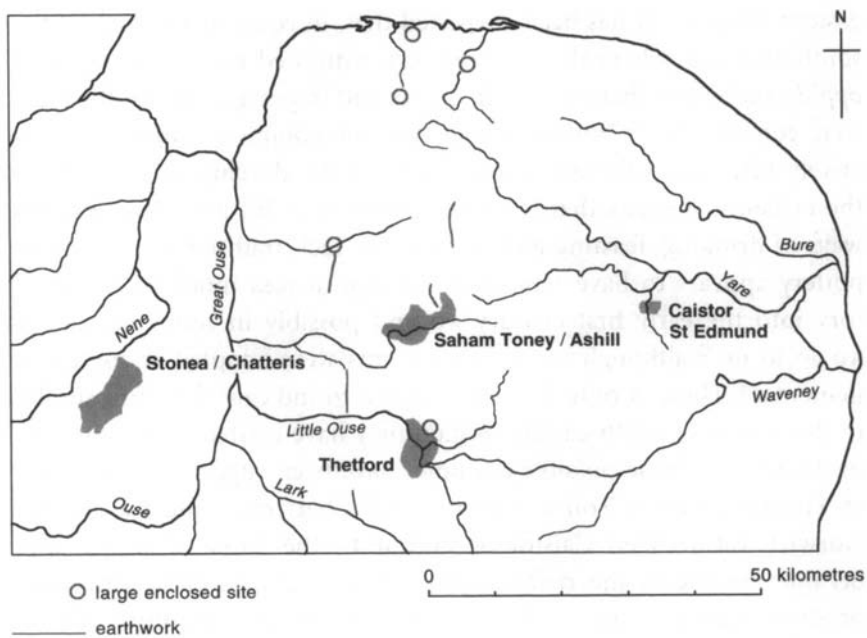 N
Bure
Great Ouse
Yare
Nene
Caistor
St Edmund
Saham Toney / Ashill
Stonea / Chatteris
Waveney
Little Ouse
Thetford
Lark
Ouse
large enclosed site
0
50 kilometres
earthwork